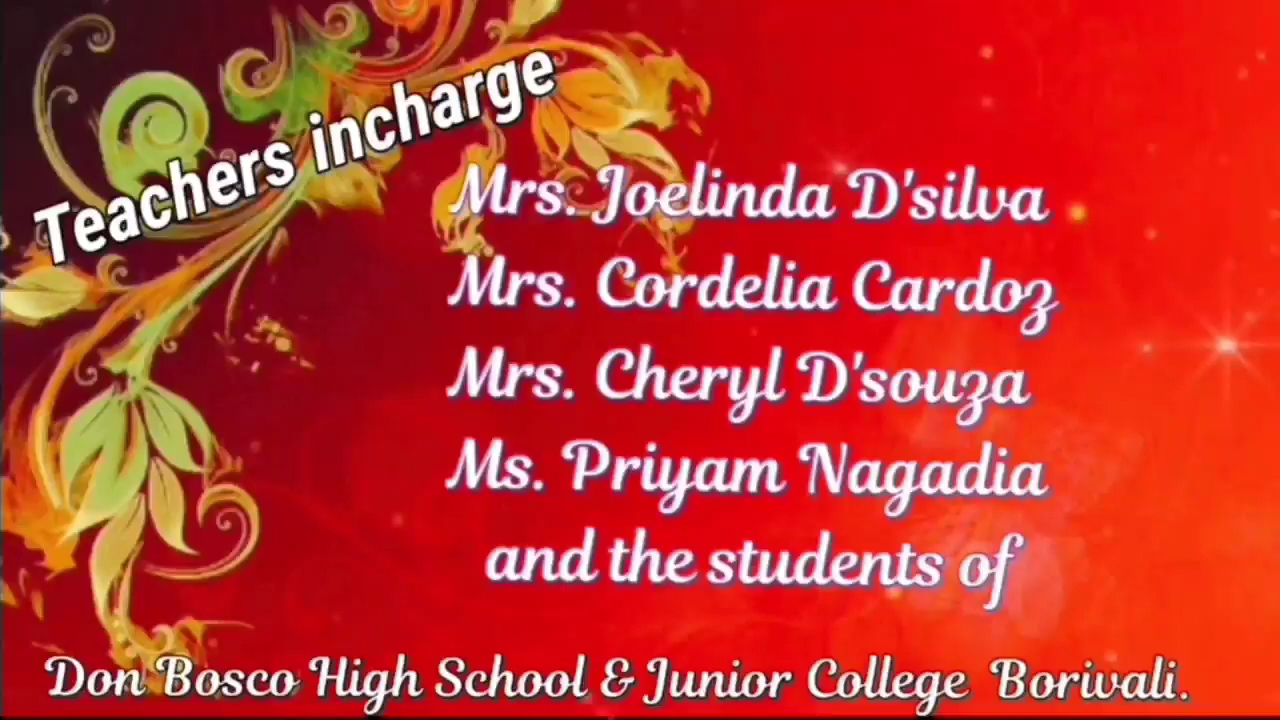 Teachers incharge
Mrs. Joelinda D'silva
Mrs. Cordelia Cardoz
Mrs. Cheryl D'souza
Ms. Priyam Nagadia
and the students of
Don Bosco High School & Junior College Borivali.